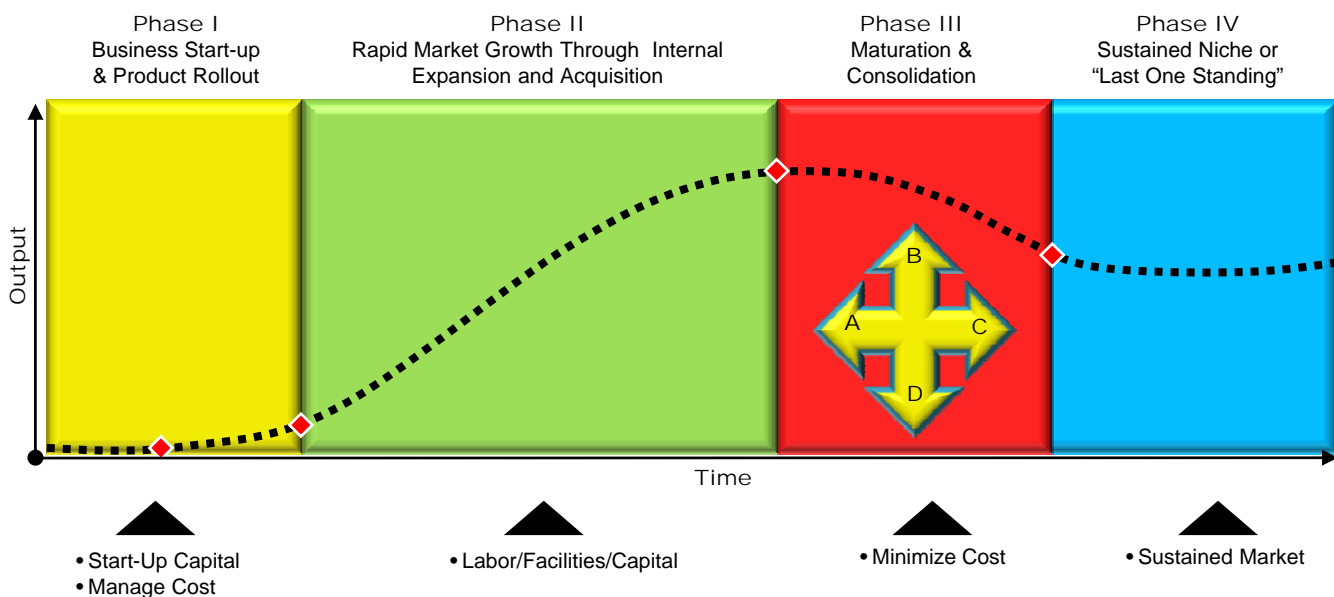 Phase I
Business Start-up
& Product Rollout
Phase II
Rapid Market Growth Through Internal
Expansion and Acquisition
Phase III
Maturation &
Consolidation
Phase IV
Sustained Niche or
“Last One Standing”
Output
B
A
C
D
Time
• Start-Up Capital
• Manage Cost
• Labor/Facilities/Capital
• Minimize Cost
• Sustained Market